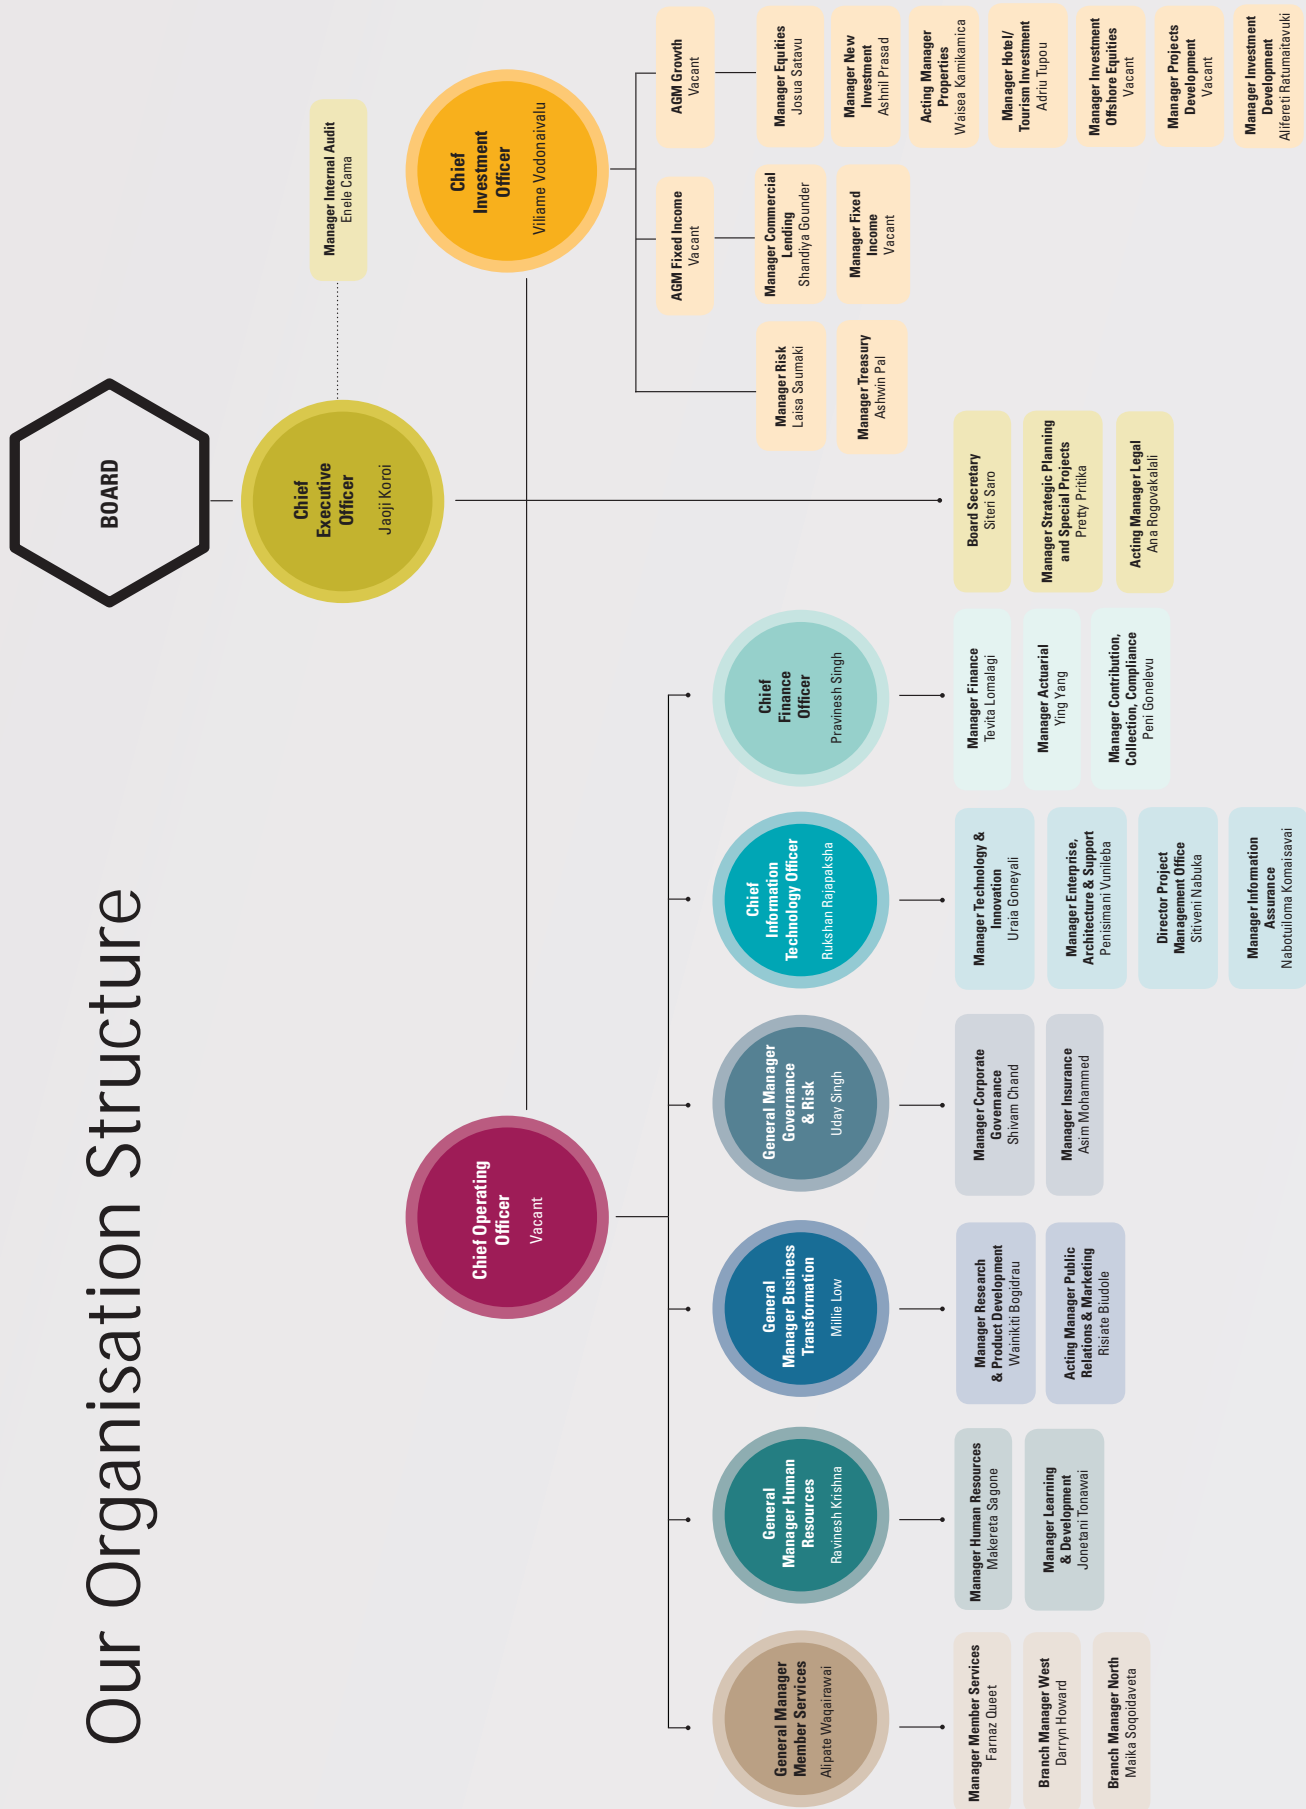 Our Organisation Structure
BOARD
Chief
Executive
Officer
Jaoji Koroi
Manager Internal Audit
Enele Cama
Chief Operating
Officer
Vacant
Chief
Investment
Officer
Viliame Vodonaivalu
General Manager
Member Services
Alipate Waqairawai
General
Manager Human
Resources
Ravinesh Krishna
General
Manager Business
Transformation
Millie Low
General Manager
Governance
& Risk
Uday Singh
Chief
Information
Technology Officer
Rukshan Rajapaksha
Chief
Finance
Officer
Pravinesh Singh
Manager Member Services
Farnaz Queet
Branch Manager West
Darryn Howard
Branch Manager North
Maika Soqoidaveta
Manager Human Resources
Makereta Sagone
Manager Learning
& Development
Jonetani Tonawai
Manager Research
& Product Development
Wainikiti Bogidrau
Acting Manager Public
Relations & Marketing
Risiate Biudole
Manager Corporate
Governance
Shivam Chand
Manager Insurance
Asim Mohammed
Manager Technology &
Innovation
Uraia Goneyali
Manager Enterprise,
Architecture & Support
Penisimani Vunileba
Director Project
Management Office
Sitiveni Nabuka
Manager Information
Assurance
Nabotuiloma Komaisavai
Manager Finance
Tevita Lomalagi
Manager Actuarial
Ying Yang
Manager Contribution,
Collection, Compliance
Peni Gonelevu
Board Secretary
Siteri Saro
Manager Strategic Planning
and Special Projects
Pretty Pritika
Acting Manager Legal
Ana Rogovakalali
Manager Risk
Laisa Saumaki
Manager Treasury
Ashwin Pal
AGM Fixed Income
Vacant
Manager Commercial
Lending
Shandiya Gounder
Manager Fixed
Income
Vacant
AGM Growth
Vacant
Manager Equities
Josua Satavu
Manager New
Investment
Ashnil Prasad
Acting Manager
Properties
Waisea Kamikamica
Manager Hotel/
Tourism Investment
Adriu Tupou
Manager Investment
Offshore Equities
Vacant
Manager Projects
Development
Vacant
Manager Investment
Development
Alifereti Ratumaitavuki